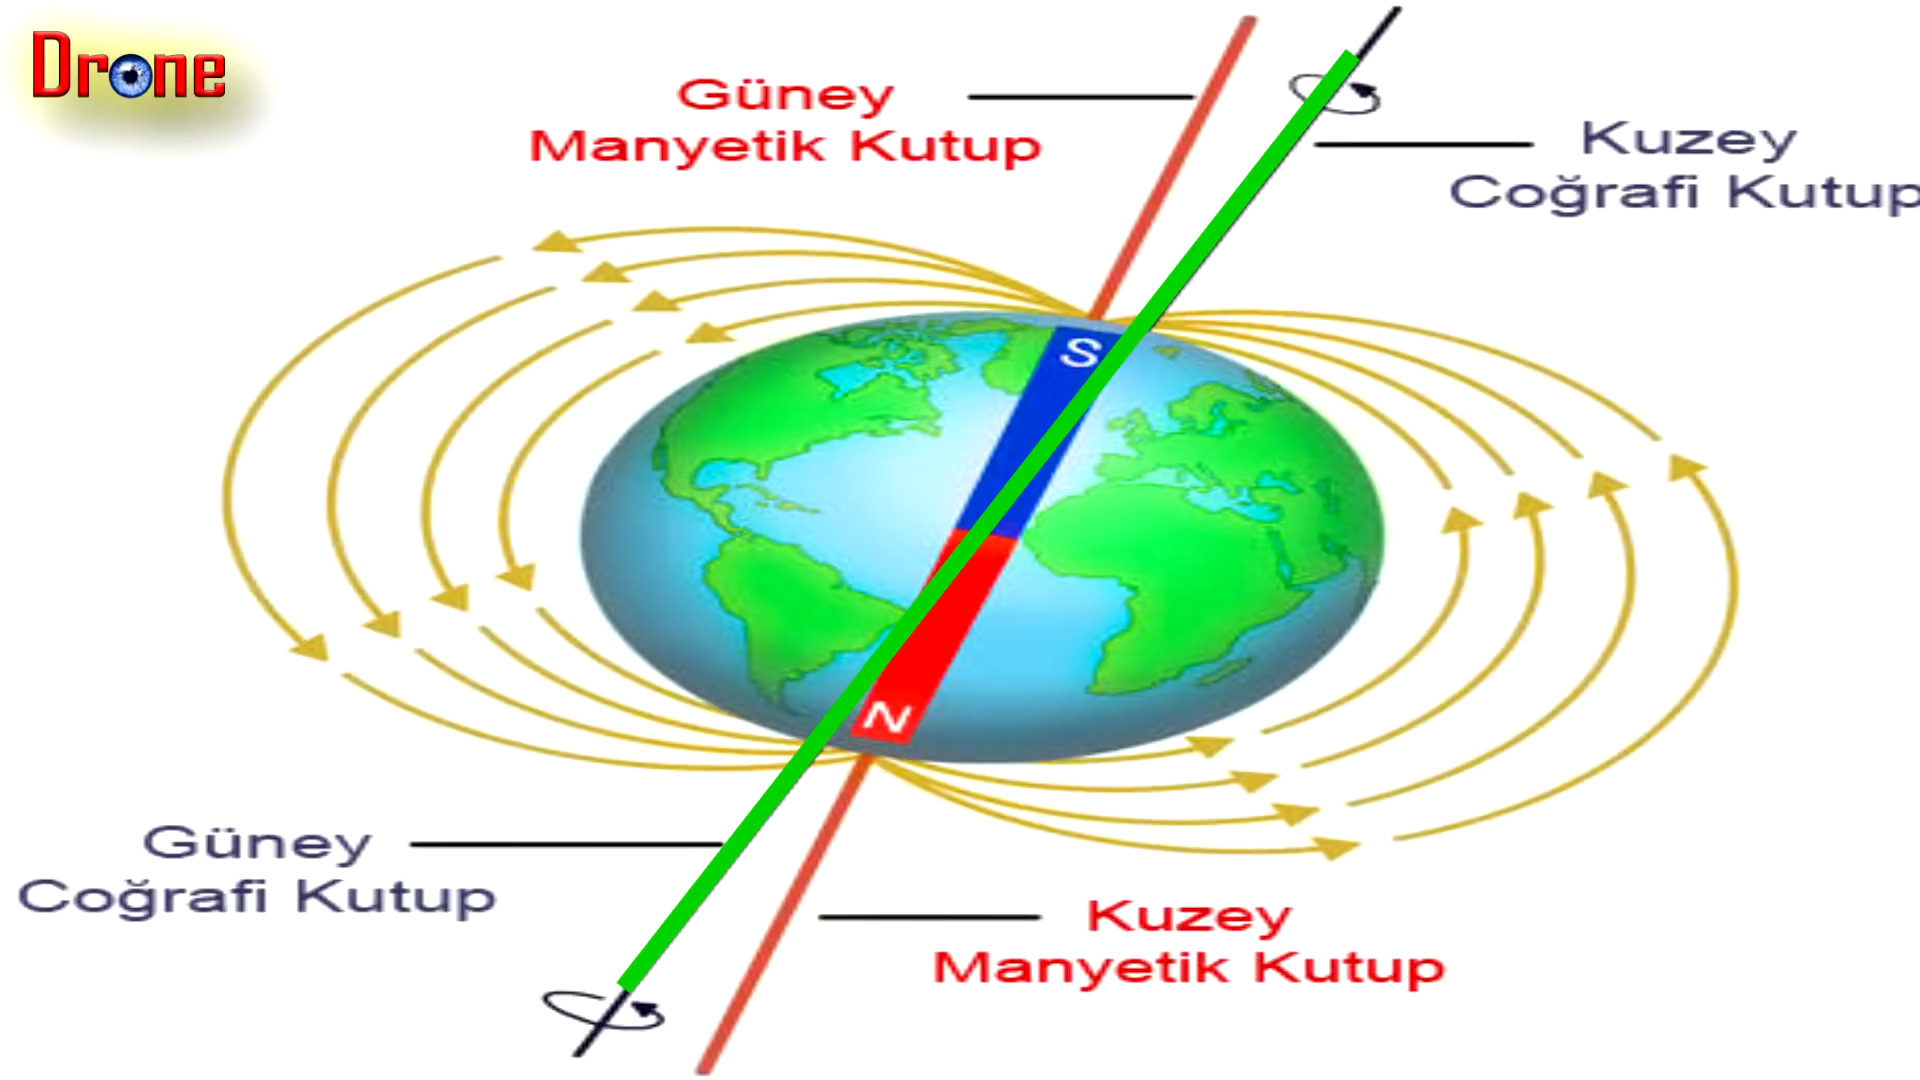 Drone
Güney
Manyetik Kutup
Kuzey
Coğrafi Kutup
S
N
Güney
Coğrafi Kutup
Kuzey
Manyetik Kutup